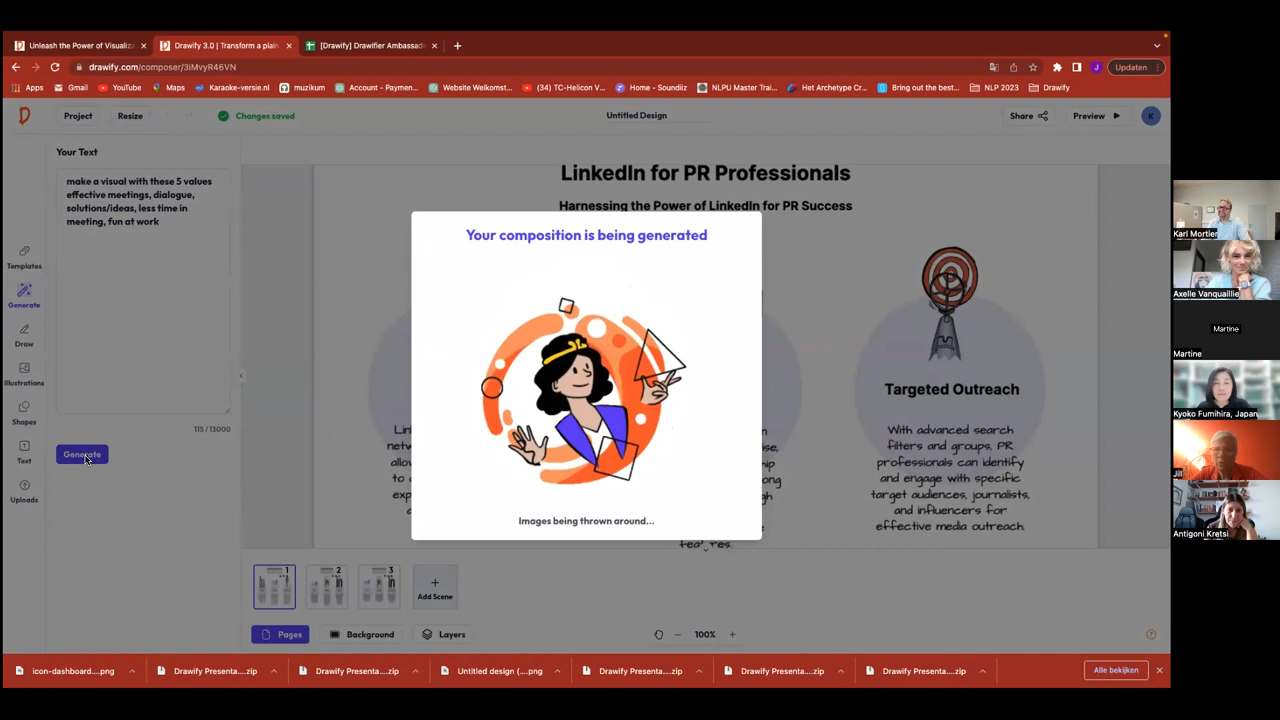 Unleash the Power of Visualiza
Drawify 3.0 | Transform a plain
[Drawify] Drawifier Ambassado
drawify.com/composer/3iMvyR46VN
Updaten
Apps
Gmail
YouTube
Maps
Karaoke-versie.nl
muzikum
Account - Paymen...
Website Welkomst...
(34) TC-Helicon V...
Home - Soundiiz
NLPU Master Trai...
Het Archetype Cr...
Bring out the best...
NLP 2023
Drawify
Project
Resize
Changes saved
Untitled Design
Share
Preview
K
Your Text
make a visual with these 5 values
effective meetings, dialogue,
solutions/ideas, less time in
meeting, fun at work
115 / 13000
Generate
Templates
Generate
Draw
Illustrations
Shapes
Text
Uploads
LinkedIn for PR Professionals
Harnessing the Power of LinkedIn for PR Success
Your composition is being generated
Images being thrown around...
Targeted Outreach
With advanced search
filters and groups, PR
professionals can identify
and engage with specific
target audiences, journalists,
and influencers for
effective media outreach.
features.
1
2
3
Add Scene
Pages
Background
Layers
100%
icon-dashboard....png
Drawify Presenta....zip
Drawify Presenta....zip
Untitled design (....png
Drawify Presenta....zip
Drawify Presenta....zip
Drawify Presenta....zip
Alle bekijken
Karl Mortier
Axelle Vanquaillie
Martine
Martine
Kyoko Fumihira, Japan
Jill
Antigoni Kretsi